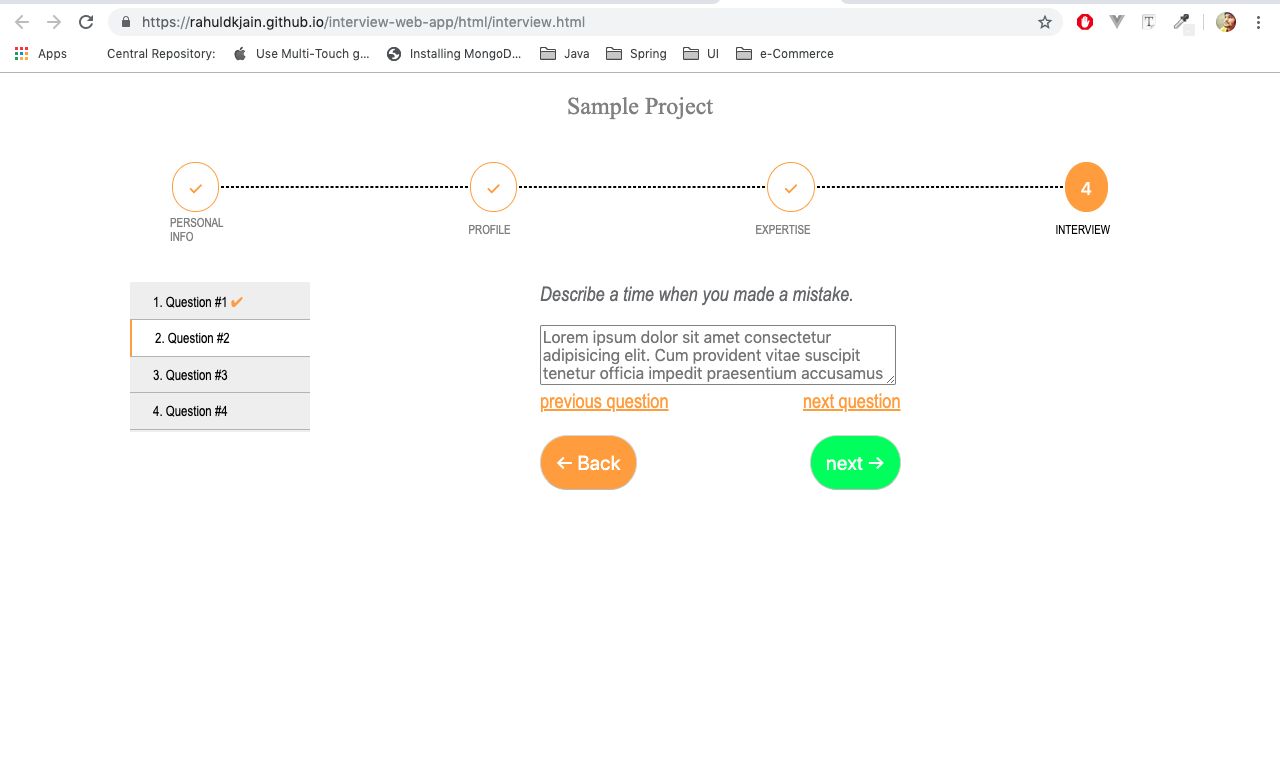 https://rahuldkjain.github.io/interview-web-app/html/interview.html
Apps Central Repository: Use Multi-Touch g... Installing MongoD... Java Spring UI e-Commerce
Sample Project
4
PERSONAL
INFO
PROFILE
EXPERTISE
INTERVIEW
1. Question #1
2. Question #2
3. Question #3
4. Question #4
Describe a time when you made a mistake.
Lorem ipsum dolor sit amet consectetur
adipisicing elit. Cum provident vitae suscipit
tenetur officia impedit praesentium accusamus
previous question next question
← Back next →